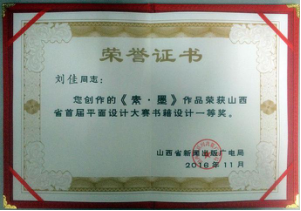 荣誉证书
刘佳同志：
您创作的《素·墨》作品荣获山西
省首届平面设计大赛书籍设计一等奖。
山西省新闻出版广电局
2016年11月